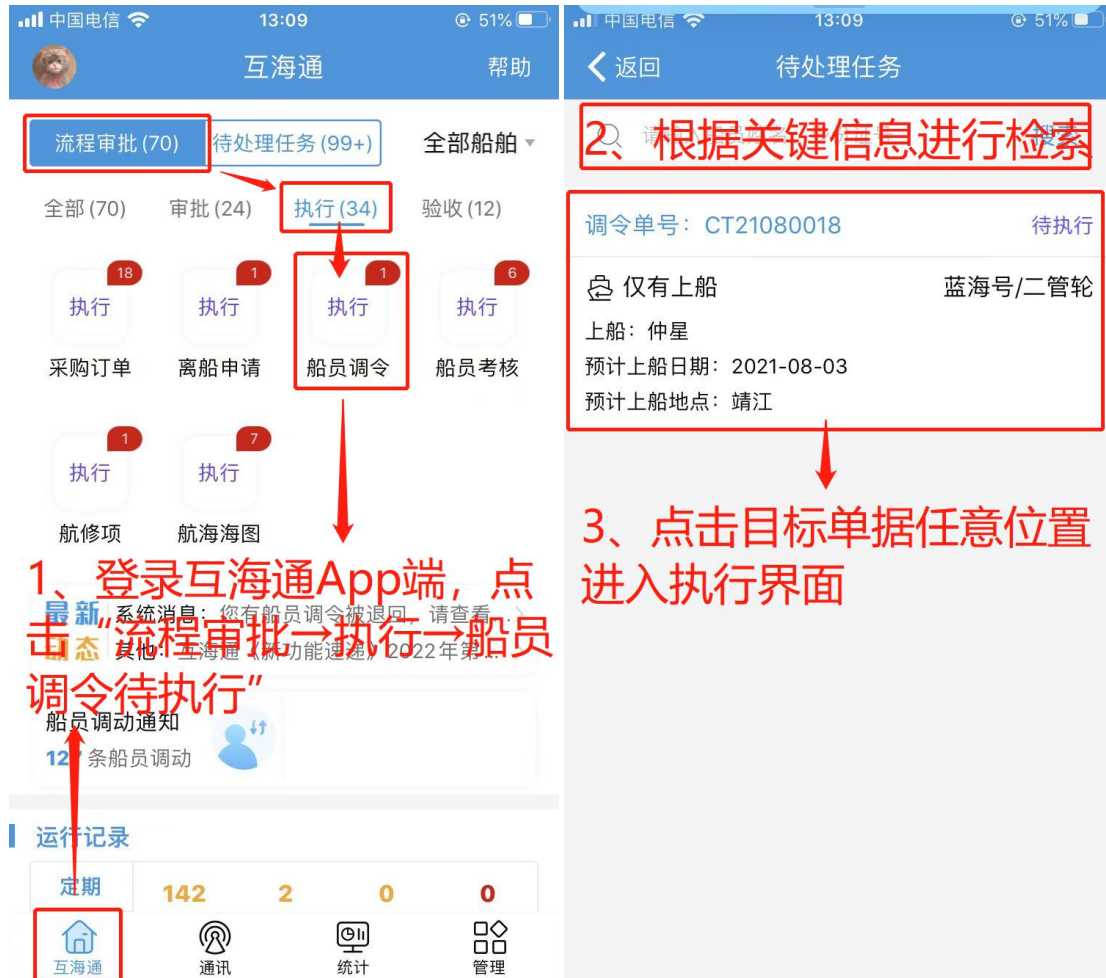 中国电信 13:09 51%
互海通 帮助
流程审批(70) 待处理任务(99+) 全部船舶
全部(70) 审批(24) 执行(34) 验收(12)
18 1 1 6
执行 执行 执行 执行
采购订单 离船申请 船员调令 船员考核
1 7
执行 执行
航修项 航海海图
1、登录互海通App端，点
击“流程审批→执行→船员
调令待执行”
最新 系统消息：您有船员调令被退回，请查看
动态 其他：互海通《新功能速递》2022年第...
船员调动通知
127 条船员调动
运行记录
定期 142 2 0 0
互海通 通讯 统计 管理
中国电信 13:09 51%
返回 待处理任务
搜索
2、根据关键信息进行检索
调令单号：CT21080018 待执行
仅有上船 蓝海号/二管轮
上船：仲星
预计上船日期：2021-08-03
预计上船地点：靖江
3、点击目标单据任意位置
进入执行界面